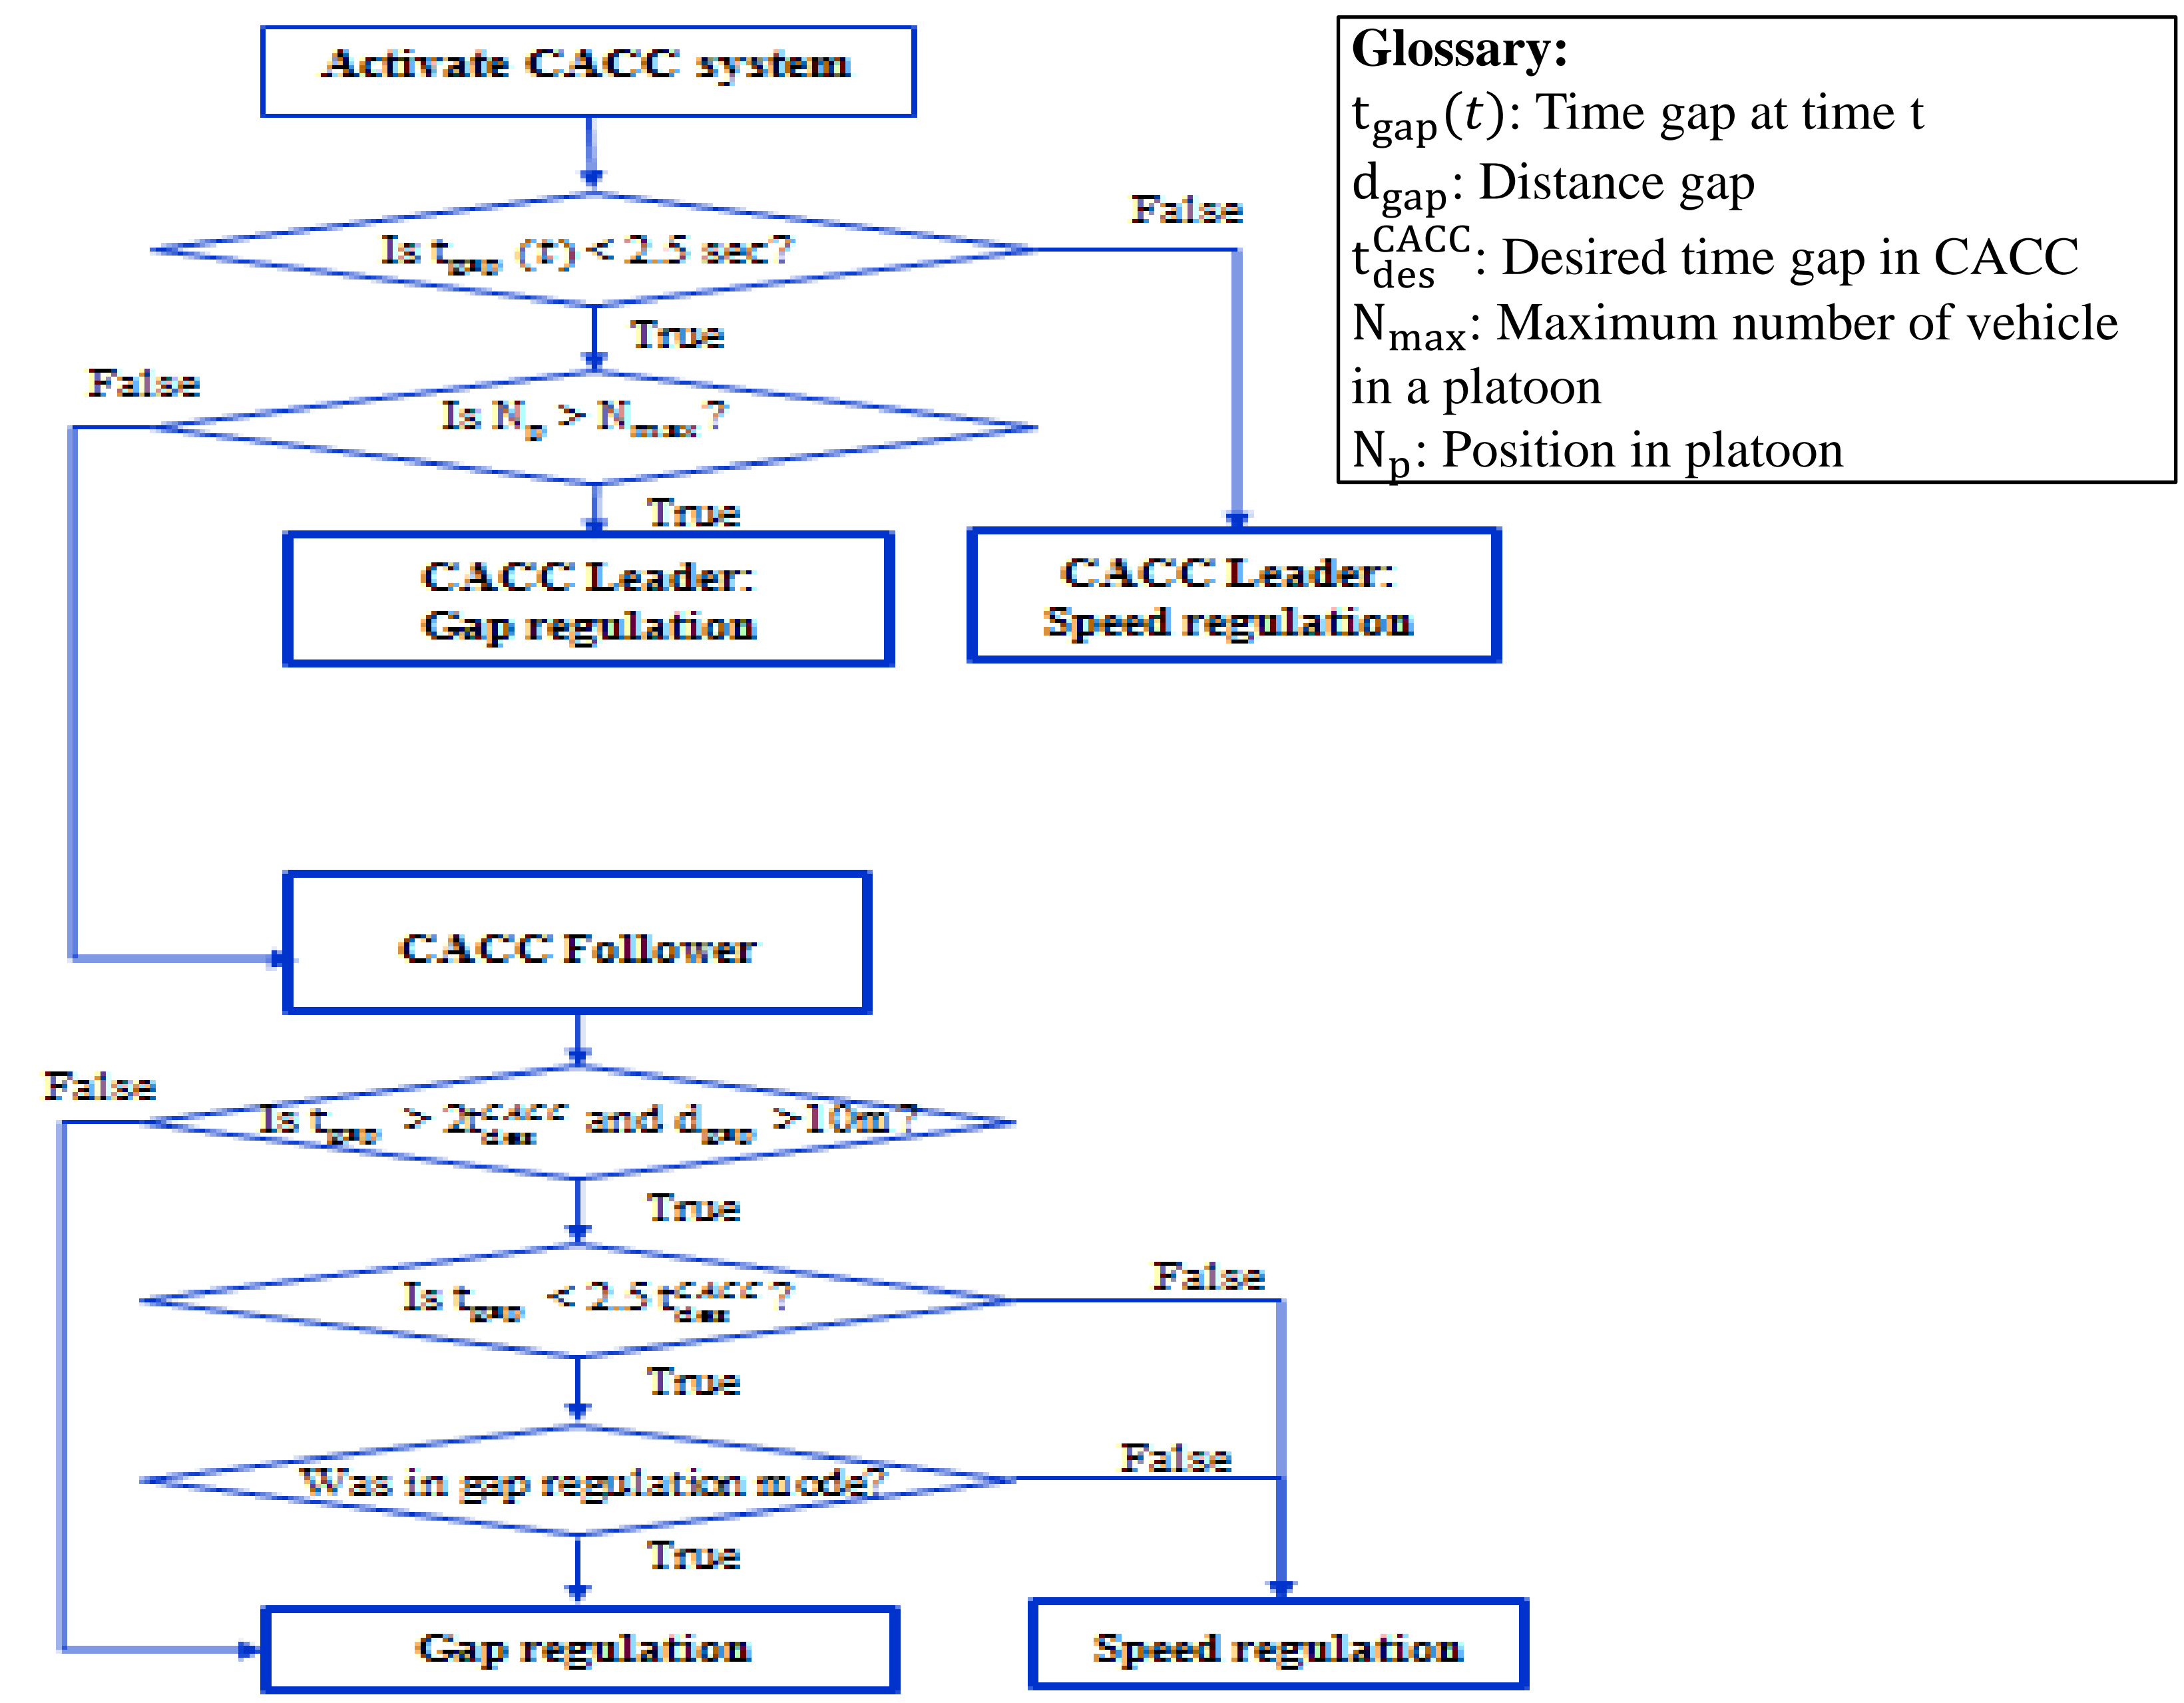 Activate CACC system
Is t_gap (t) < 2.5 sec?
False
True
False
Is N_p > N_max ?
True
CACC Leader:
Gap regulation
CACC Leader:
Speed regulation
CACC Follower
False
Is t_gap > 2t_des^CACC and d_gap >10m ?
True
Is t_gap < 2.5 t_des^CACC ?
False
True
Was in gap regulation mode?
False
True
Gap regulation
Speed regulation
Glossary:
t_gap(t): Time gap at time t
d_gap: Distance gap
t_des^CACC: Desired time gap in CACC
N_max: Maximum number of vehicle
in a platoon
N_p: Position in platoon